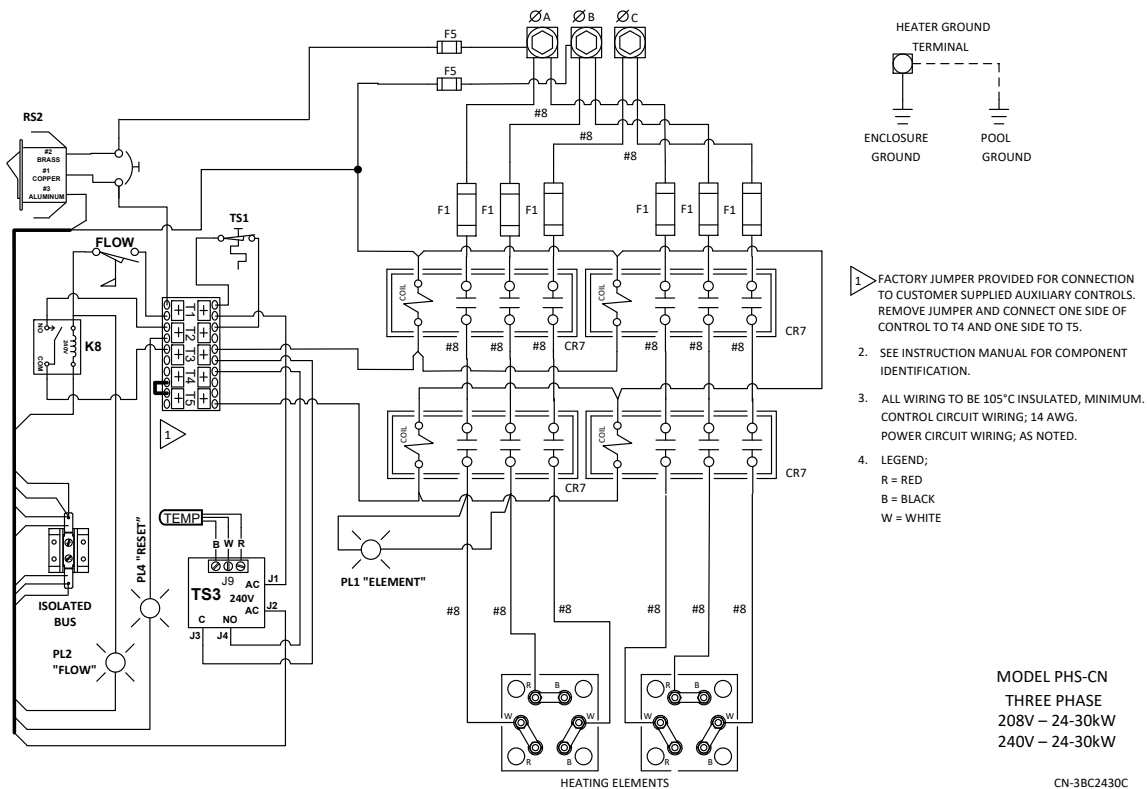 ØA
ØB
ØC
F5
F5
HEATER GROUND
TERMINAL
ENCLOSURE
GROUND
POOL
GROUND
RS2
#2
BRASS
#1
COPPER
#3
ALUMINUM
#8
#8
#8
F1
F1
F1
F1
F1
F1
TS1
FLOW
COIL
COIL
CR7
CR7
#8
#8
#8
#8
#8
#8
NO
COM
240V
K8
T1
T2
T3
T4
T5
1
1 FACTORY JUMPER PROVIDED FOR CONNECTION
TO CUSTOMER SUPPLIED AUXILIARY CONTROLS.
REMOVE JUMPER AND CONNECT ONE SIDE OF
CONTROL TO T4 AND ONE SIDE TO T5.
2. SEE INSTRUCTION MANUAL FOR COMPONENT
IDENTIFICATION.
3. ALL WIRING TO BE 105°C INSULATED, MINIMUM.
CONTROL CIRCUIT WIRING; 14 AWG.
POWER CIRCUIT WIRING; AS NOTED.
4. LEGEND;
R = RED
B = BLACK
W = WHITE
COIL
COIL
CR7
CR7
TEMP
B W R
J9
TS3
240V
AC
AC
J1
J2
C
NO
J3
J4
PL4 "RESET"
ISOLATED
BUS
PL2
"FLOW"
PL1 "ELEMENT"
#8
#8
#8
#8
#8
#8
R
B
W
W
R
B
R
B
W
W
R
B
HEATING ELEMENTS
MODEL PHS-CN
THREE PHASE
208V – 24-30kW
240V – 24-30kW
CN-3BC2430C